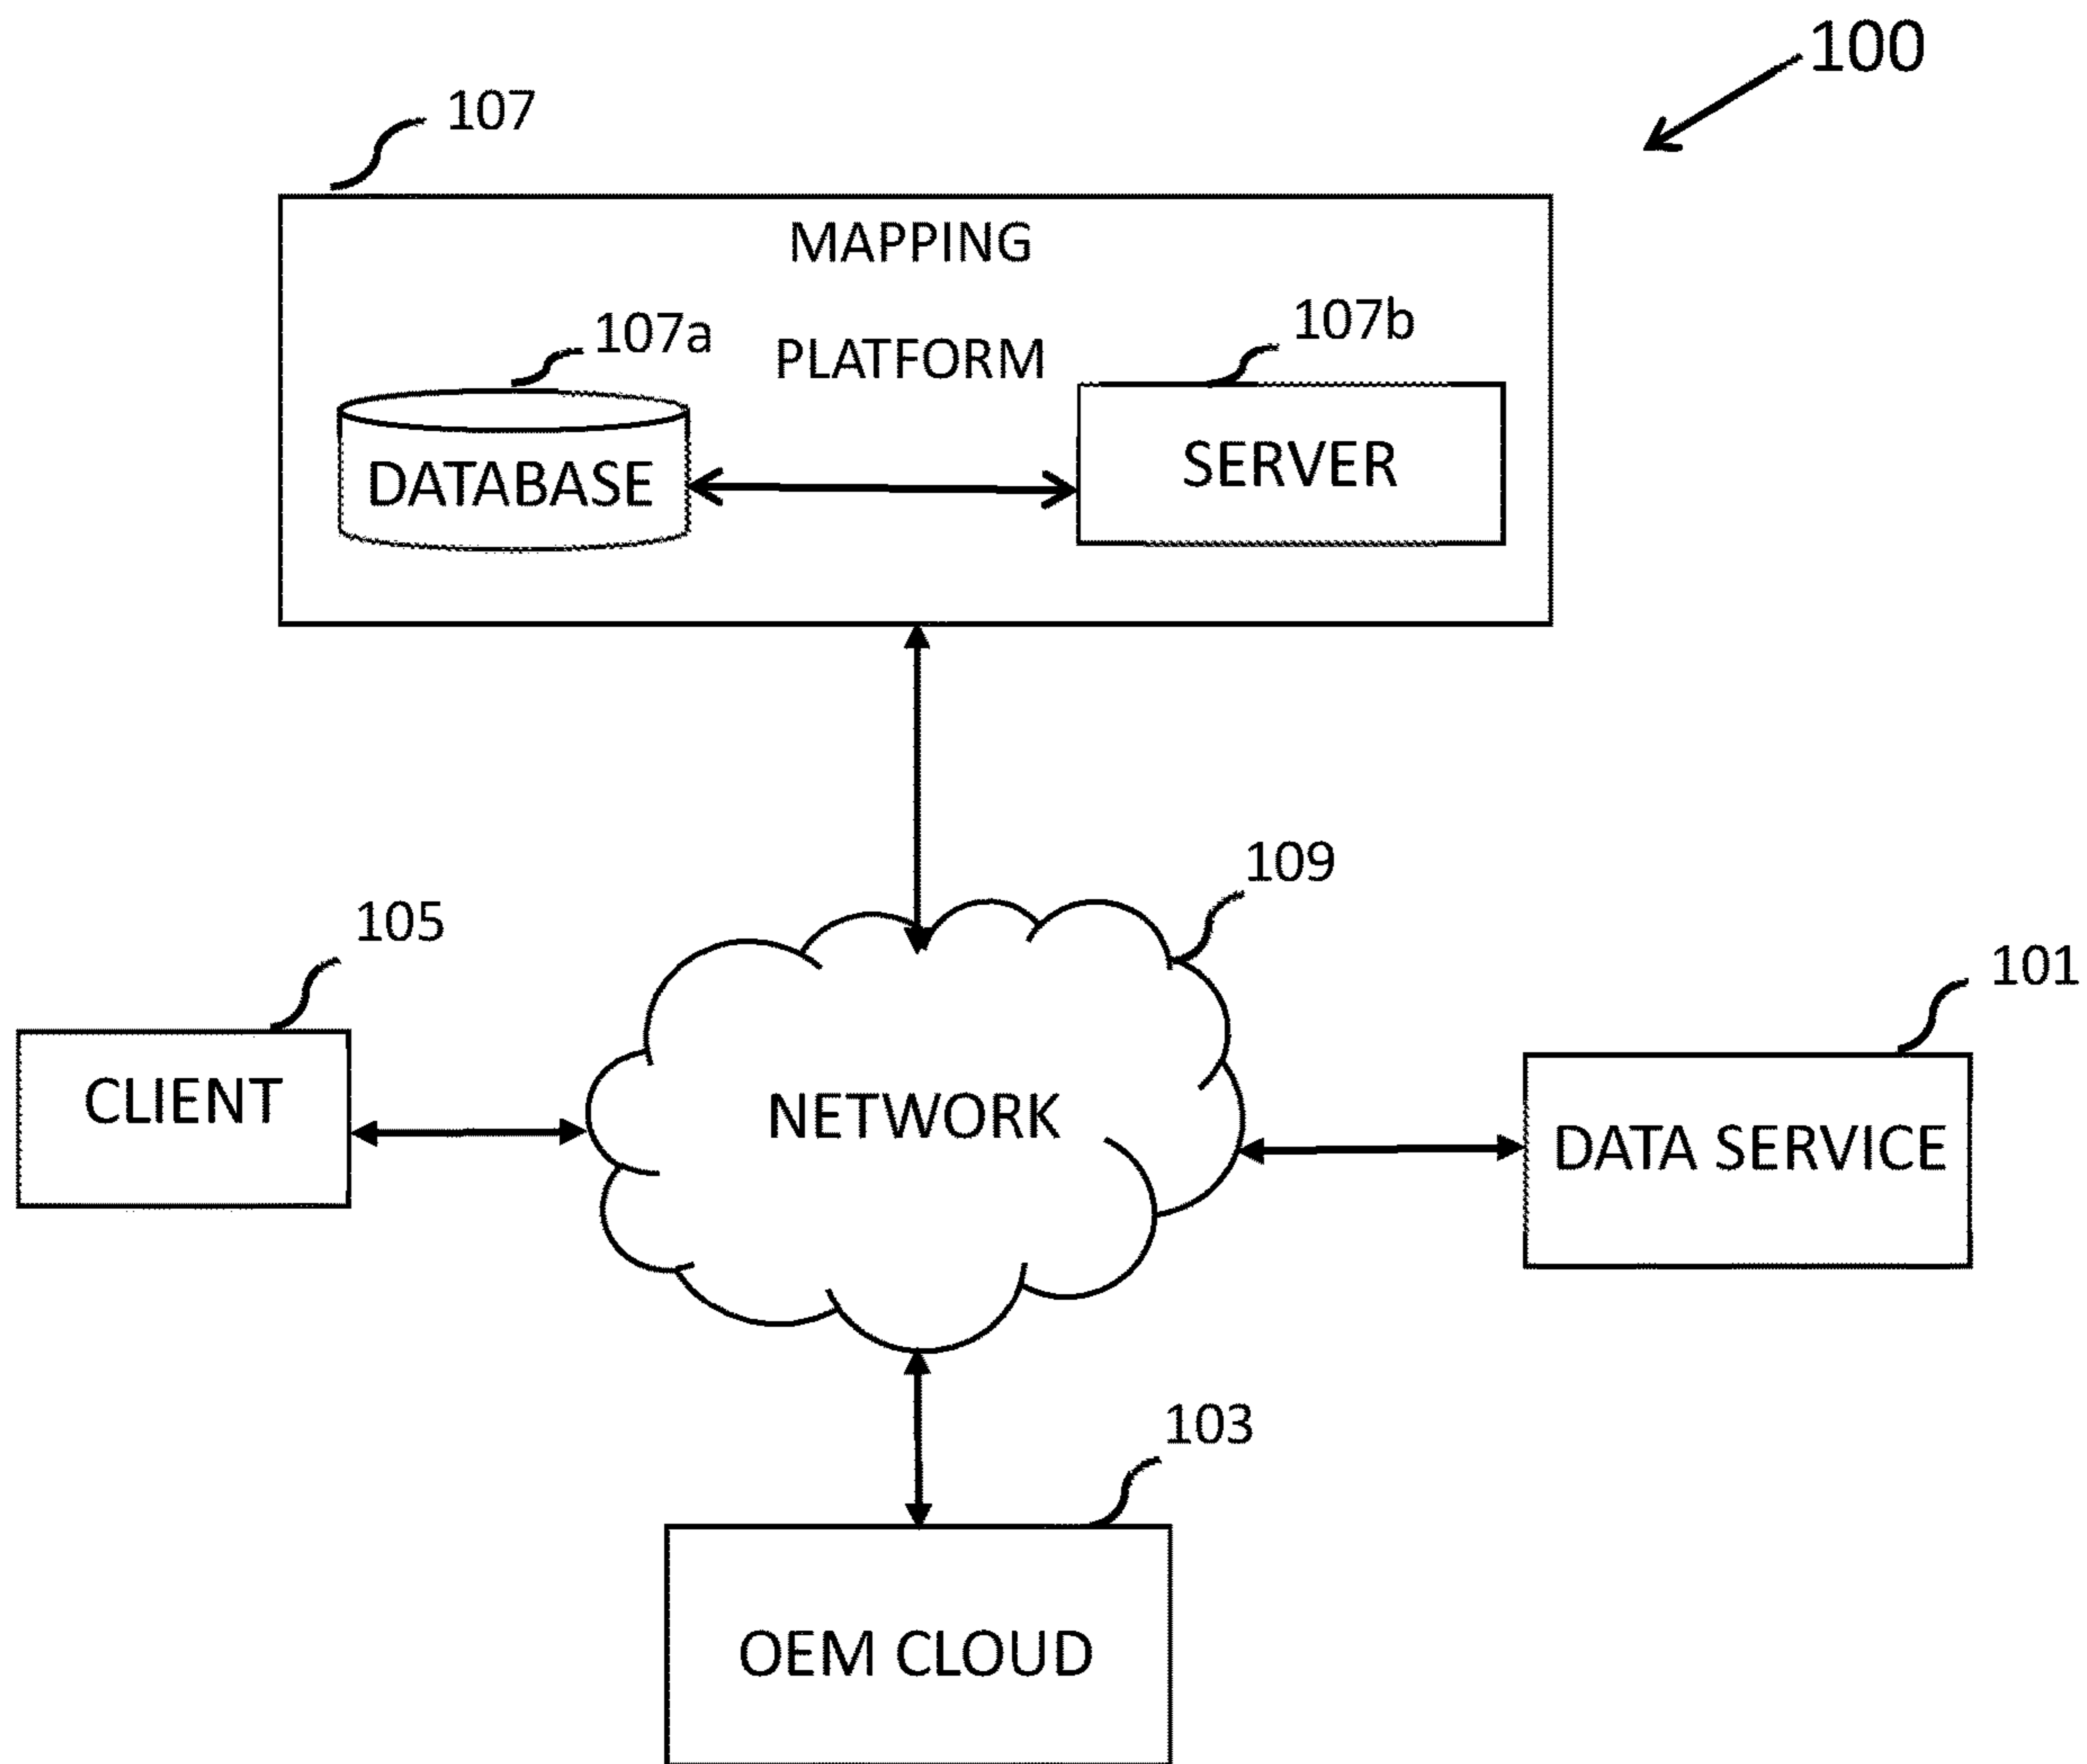 100
107
MAPPING
107a
107b
PLATFORM
DATABASE
SERVER
109
105
101
CLIENT
NETWORK
DATA SERVICE
103
OEM CLOUD